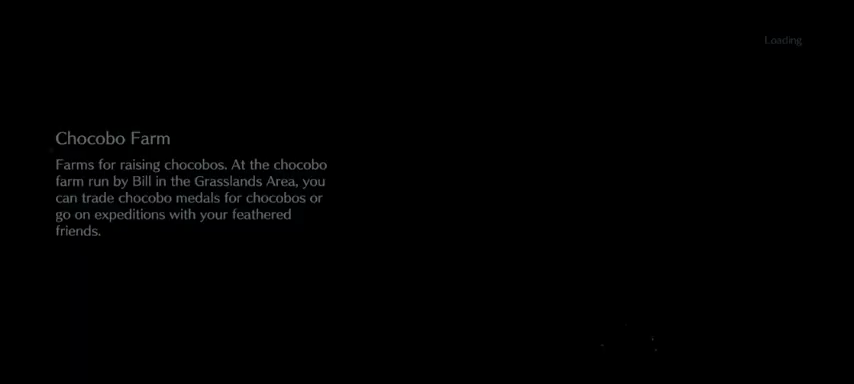 Loading
Chocobo Farm
Farms for raising chocobos. At the chocobo
farm run by Bill in the Grasslands Area, you
can trade chocobo medals for chocobos or
go on expeditions with your feathered
friends.